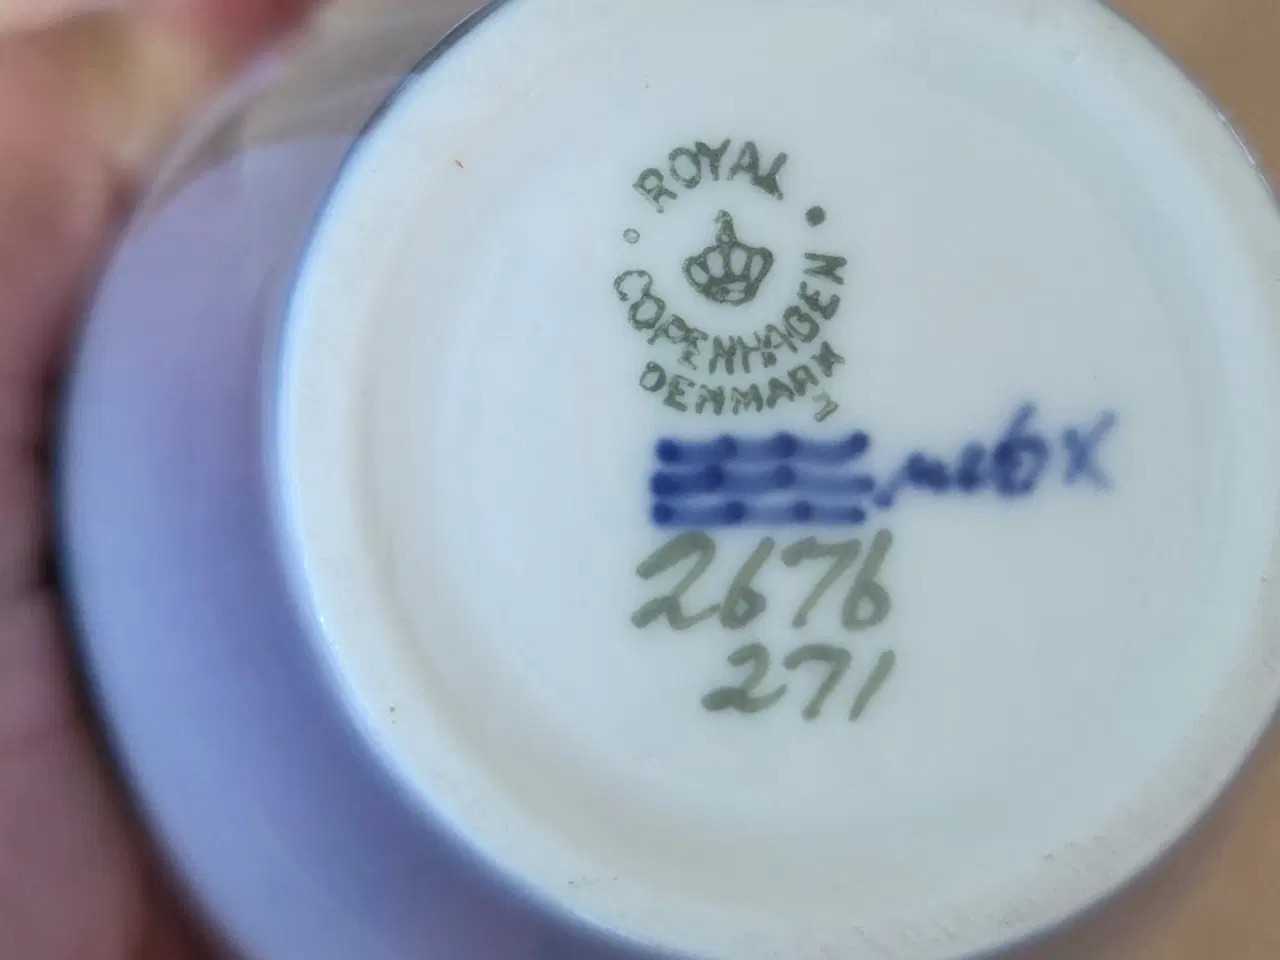 ROYAL
COPENHAGEN
DENMARK
2676
271